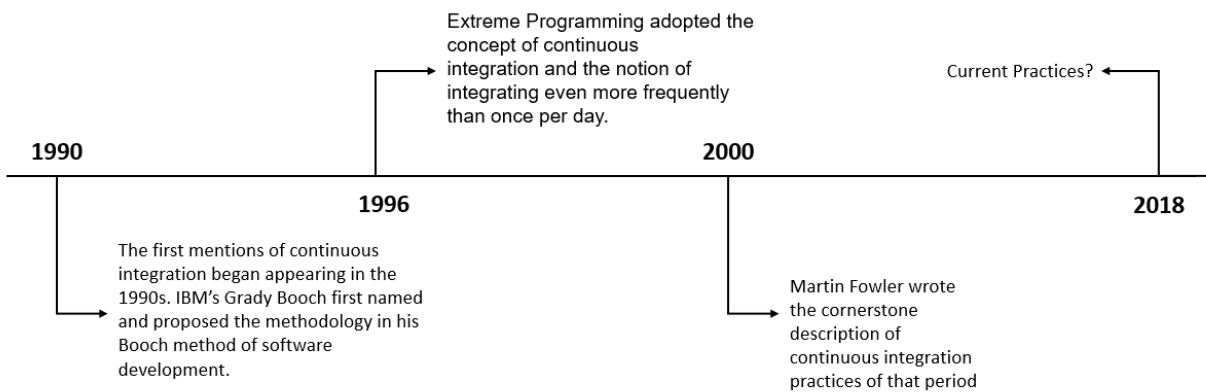 Extreme Programming adopted the
concept of continuous
integration and the notion of
integrating even more frequently
than once per day.
Current Practices?
1990
2000
1996
2018
The first mentions of continuous
integration began appearing in the
1990s. IBM’s Grady Booch first named
and proposed the methodology in his
Booch method of software
development.
Martin Fowler wrote
the cornerstone
description of
continuous integration
practices of that period